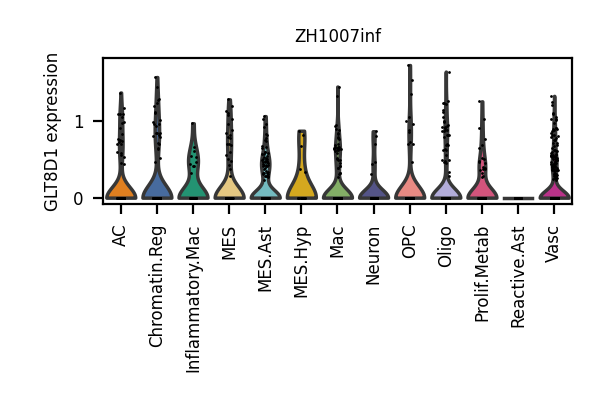 ZH1007inf
GLT8D1 expression
1
0
AC
Chromatin.Reg
Inflammatory.Mac
MES
MES.Ast
MES.Hyp
Mac
Neuron
OPC
Oligo
Prolif.Metab
Reactive.Ast
Vasc